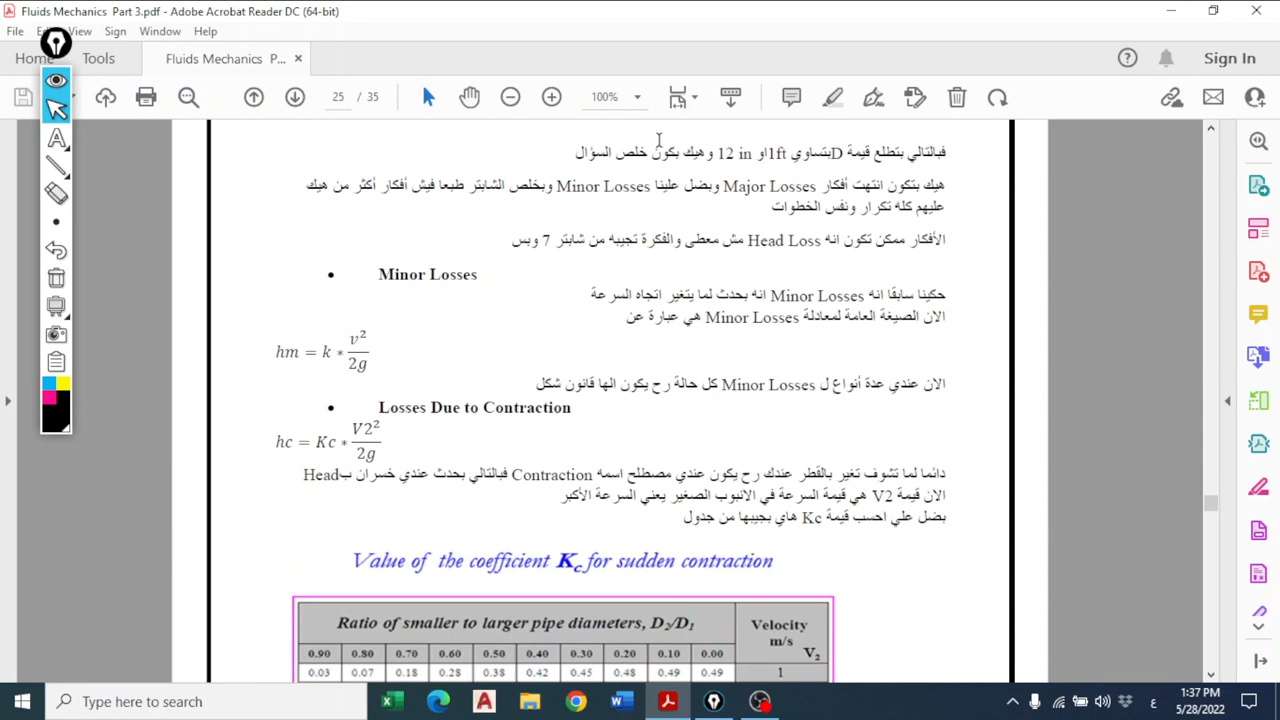 Fluids Mechanics Part 3.pdf - Adobe Acrobat Reader DC (64-bit)
File View Sign Window Help
Home Tools Fluids Mechanics P... × Sign In
25 / 35 100%
فبالتالي بتطلع قيمة D بتساوي 1ft او 12 in وهيك بكون خلص السؤال
هيك بتكون انتهت أفكار Major Losses وبضل علينا Minor Losses وبخلص الشابتر طبعا فيش أفكار أكثر من هيك
عليهم كله تكرار ونفس الخطوات
الأفكار ممكن تكون انه Head Loss مش معطى والفكرة تجيبه من شابتر 7 وبس
• Minor Losses
حكينا سابقًا انه Minor Losses انه بحدث لما يتغير اتجاه السرعة
الان الصيغة العامة لمعادلة Minor Losses هي عبارة عن
hm = k * v²/2g
الان عندي عدة أنواع ل Minor Losses كل حالة رح يكون الها قانون شكل
• Losses Due to Contraction
hc = Kc * V2²/2g
دائما لما تشوف تغير بالقَطر عندك رح يكون عندي مصطلح اسمه Contraction فبالتالي بحدث عندي خسران بHead
الان قيمة V2 هي قيمة السرعة في الانبوب الصغير يعني السرعة الأكبر
بضل علي احسب قيمة Kc هاي بجيبها من جدول
Value of the coefficient Kc for sudden contraction
Ratio of smaller to larger pipe diameters, D₂/D₁ Velocity m/s V₂
0.90 0.80 0.70 0.60 0.50 0.40 0.30 0.20 0.10 0.00
0.03 0.07 0.18 0.28 0.38 0.42 0.45 0.48 0.49 0.49 1
Type here to search
ع 1:37 PM
5/28/2022